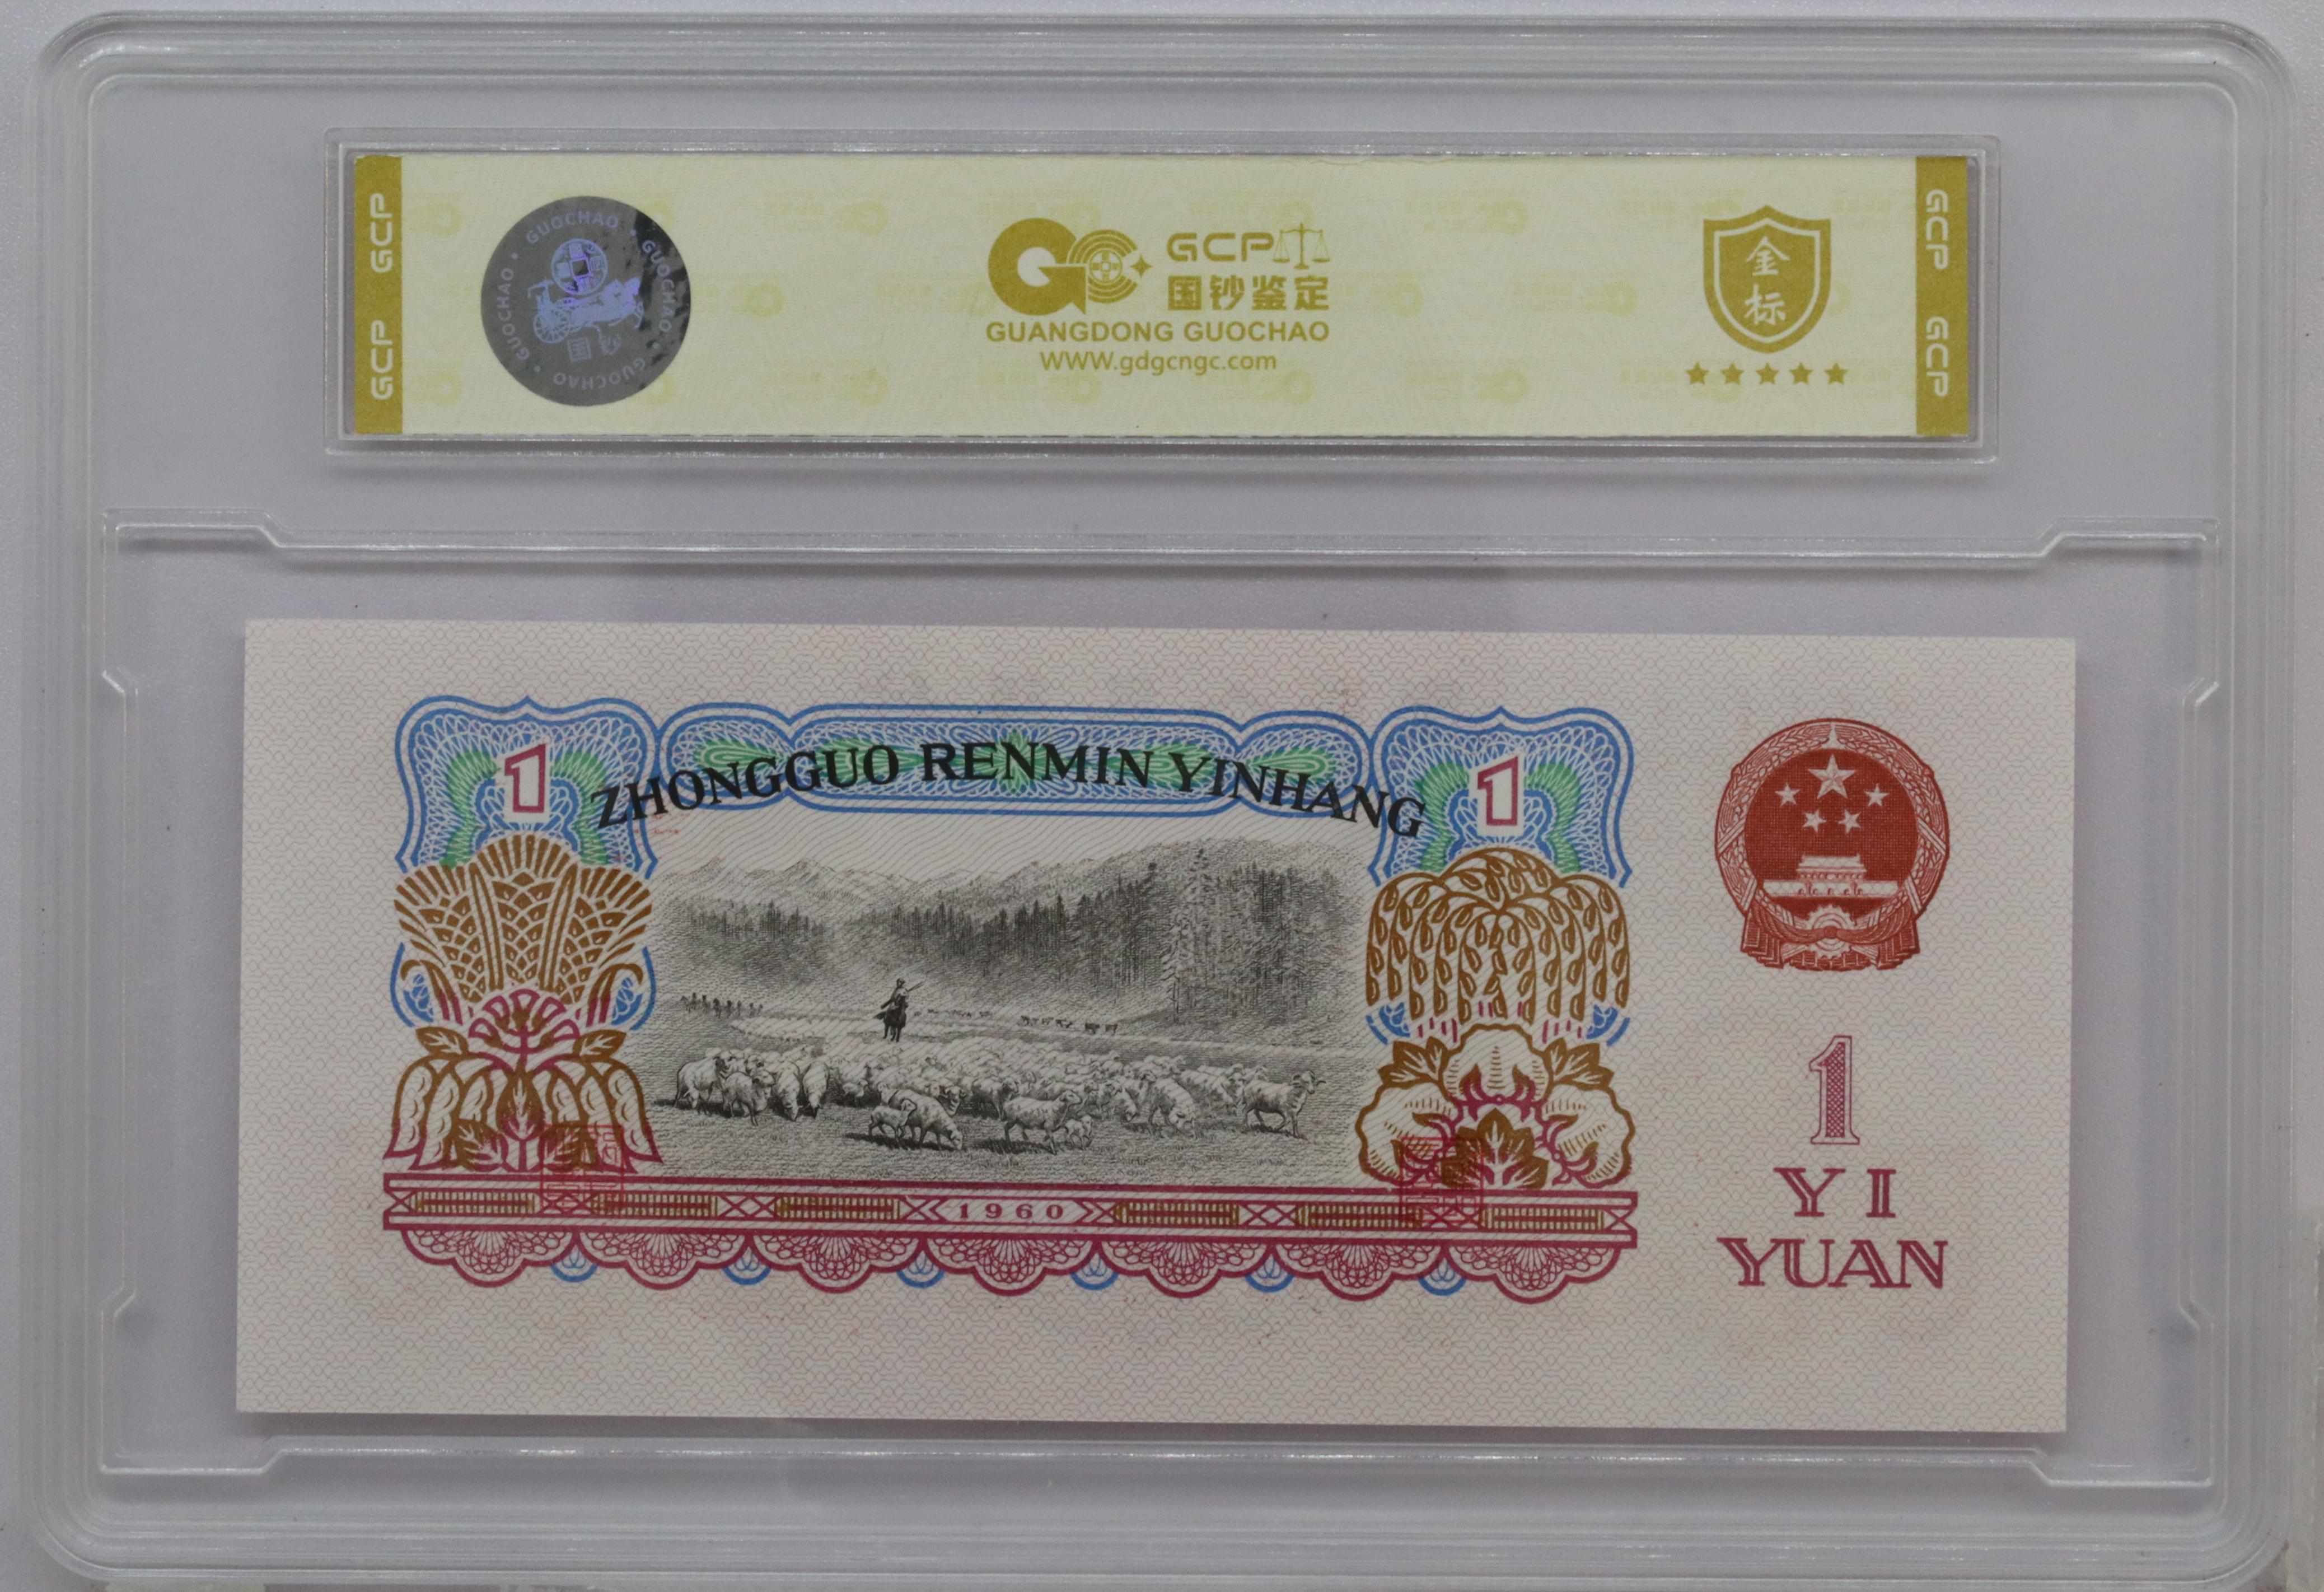 GCP GCP
GUOCHAO • GUOCHAO • GUOCHAO • GUOCHAO •
国钞
GCP
国钞鉴定
GUANGDONG GUOCHAO
WWW.gdgcngc.com
金
标
GCP GCP
1
ZHONGGUO RENMIN YINHANG
1
1
YI
YUAN
1960